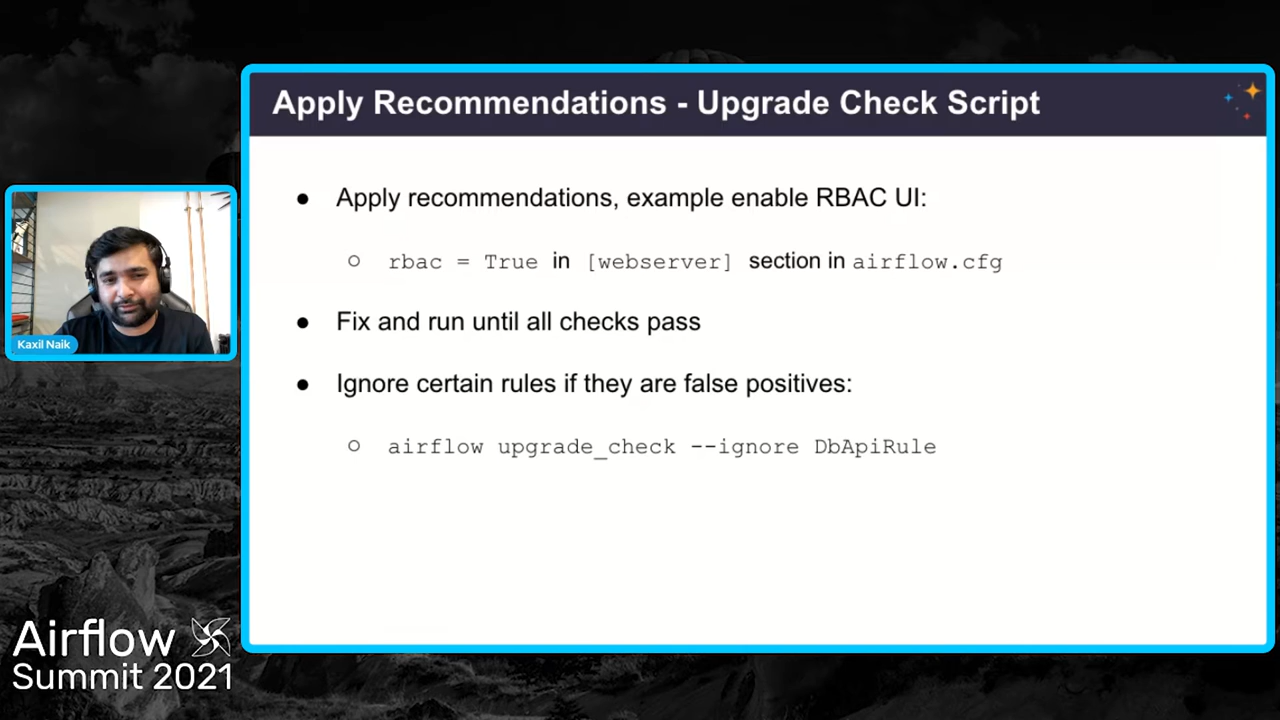 Apply Recommendations - Upgrade Check Script
● Apply recommendations, example enable RBAC UI:
○ rbac = True in [webserver] section in airflow.cfg
● Fix and run until all checks pass
● Ignore certain rules if they are false positives:
○ airflow upgrade_check --ignore DbApiRule
Kaxil Naik
Airflow
Summit 2021